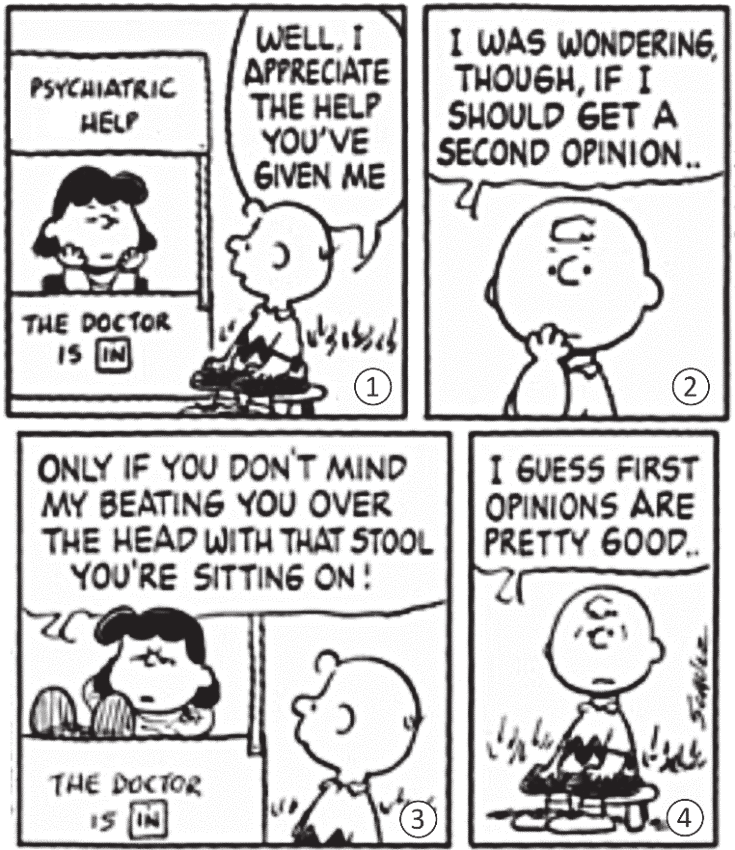 PSYCHIATRIC
HELP
WELL, I
APPRECIATE
THE HELP
YOU'VE
GIVEN ME
THE DOCTOR
IS IN
1
I WAS WONDERING,
THOUGH, IF I
SHOULD GET A
SECOND OPINION..
2
ONLY IF YOU DON'T MIND
MY BEATING YOU OVER
THE HEAD WITH THAT STOOL
YOU'RE SITTING ON!
THE DOCTOR
IS IN
3
I GUESS FIRST
OPINIONS ARE
PRETTY GOOD..
SCHULZ
4